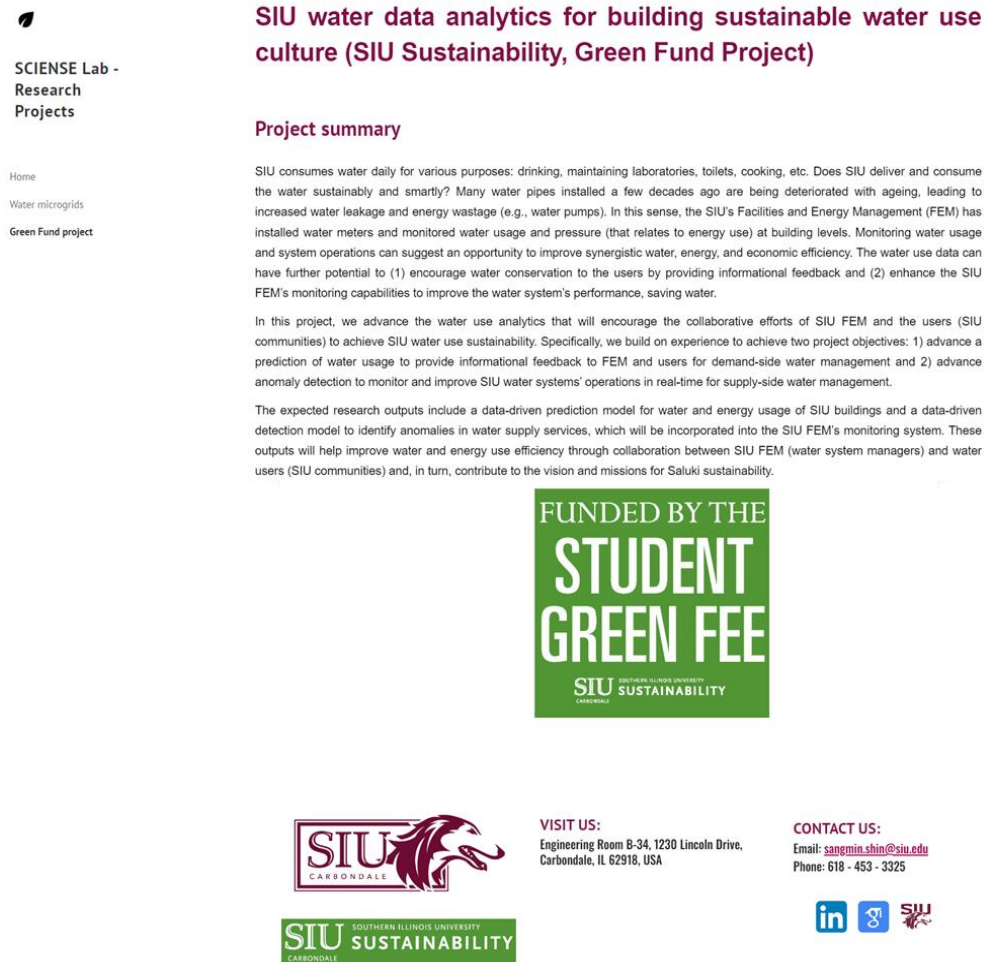 SCIENSE Lab -
Research
Projects
Home
Water microgrids
Green Fund project
SIU water data analytics for building sustainable water use
culture (SIU Sustainability, Green Fund Project)
Project summary
SIU consumes water daily for various purposes: drinking, maintaining laboratories, toilets, cooking, etc. Does SIU deliver and consume
the water sustainably and smartly? Many water pipes installed a few decades ago are being deteriorated with ageing, leading to
increased water leakage and energy wastage (e.g., water pumps). In this sense, the SIU's Facilities and Energy Management (FEM) has
installed water meters and monitored water usage and pressure (that relates to energy use) at building levels. Monitoring water usage
and system operations can suggest an opportunity to improve synergistic water, energy, and economic efficiency. The water use data can
have further potential to (1) encourage water conservation to the users by providing informational feedback and (2) enhance the SIU
FEM's monitoring capabilities to improve the water system's performance, saving water.
In this project, we advance the water use analytics that will encourage the collaborative efforts of SIU FEM and the users (SIU
communities) to achieve SIU water use sustainability. Specifically, we build on experience to achieve two project objectives: 1) advance a
prediction of water usage to provide informational feedback to FEM and users for demand-side water management and 2) advance
anomaly detection to monitor and improve SIU water systems' operations in real-time for supply-side water management.
The expected research outputs include a data-driven prediction model for water and energy usage of SIU buildings and a data-driven
detection model to identify anomalies in water supply services, which will be incorporated into the SIU FEM's monitoring system. These
outputs will help improve water and energy use efficiency through collaboration between SIU FEM (water system managers) and water
users (SIU communities) and, in turn, contribute to the vision and missions for Saluki sustainability.
FUNDED BY THE
STUDENT
GREEN FEE
SIU SOUTHERN ILLINOIS UNIVERSITY
SUSTAINABILITY
CARBONDALE
SIU
CARBONDALE
SIU SOUTHERN ILLINOIS UNIVERSITY
SUSTAINABILITY
CARBONDALE
VISIT US:
Engineering Room B-34, 1230 Lincoln Drive,
Carbondale, IL 62918, USA
CONTACT US:
Email: sangmin.shin@siu.edu
Phone: 618 - 453 - 3325
in
SIU